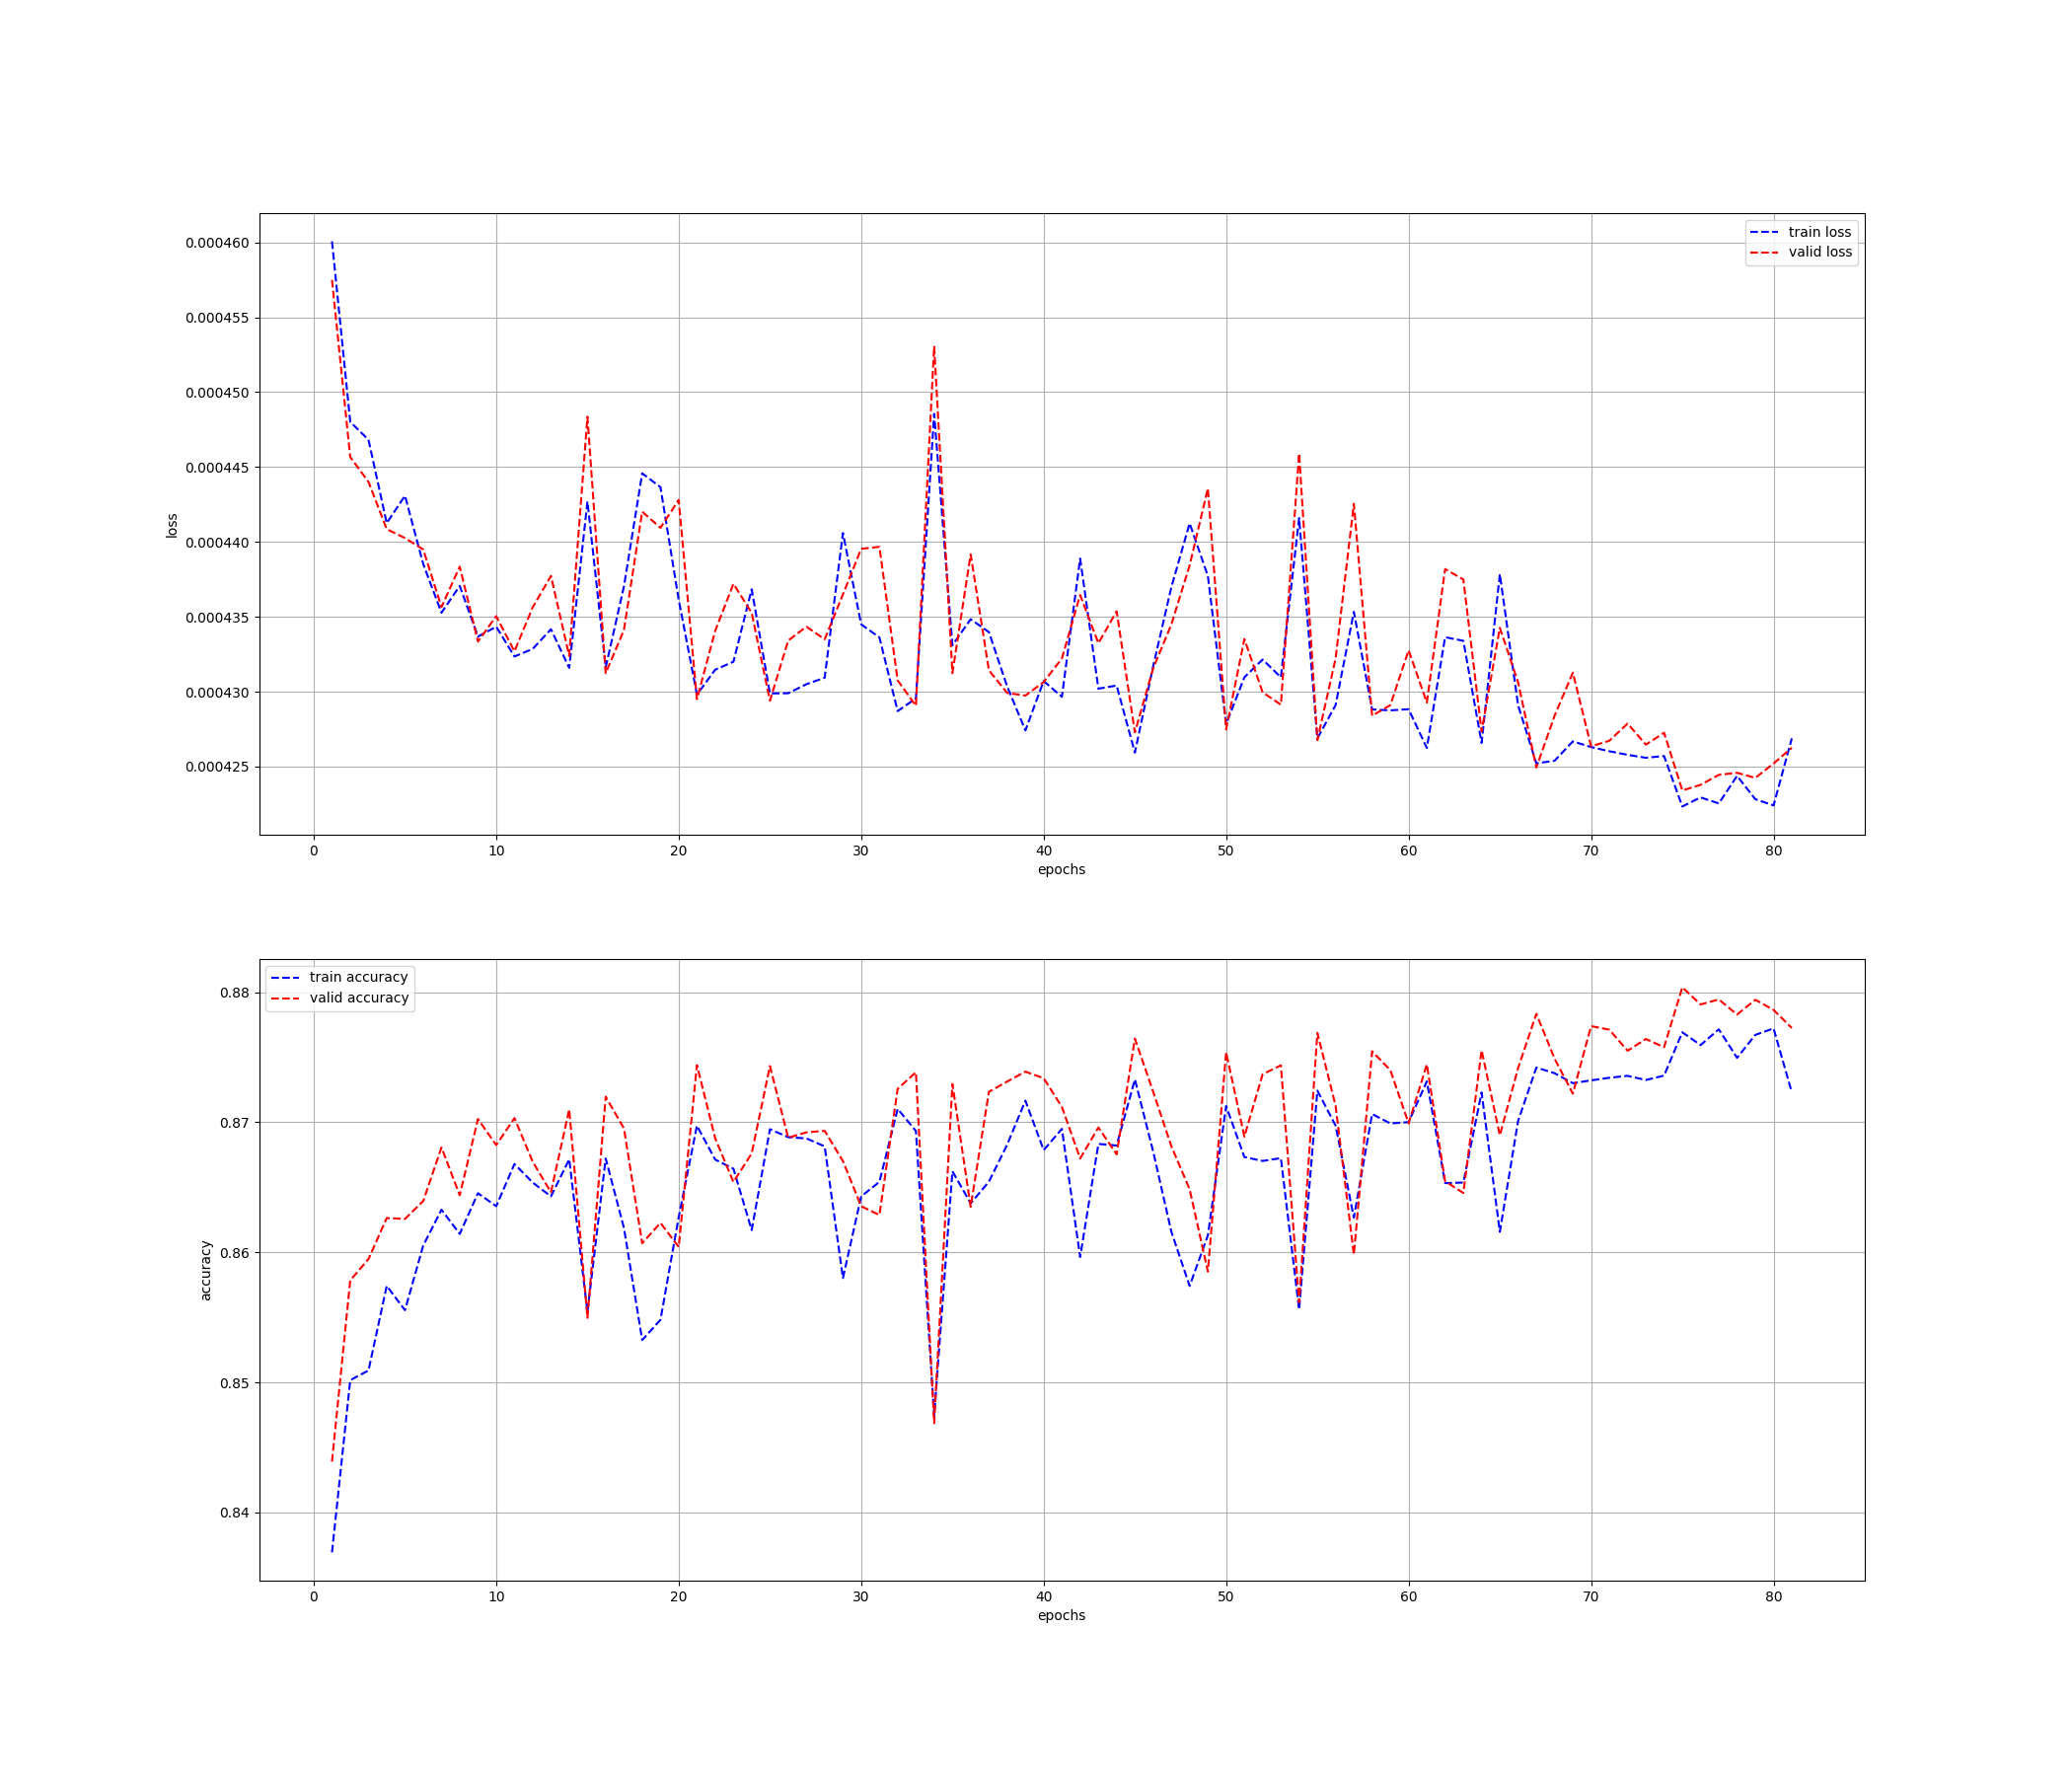 train loss
valid loss
0.000460
0.000455
0.000450
0.000445
0.000440
0.000435
0.000430
0.000425
loss
0 10 20 30 40 50 60 70 80
epochs
train accuracy
valid accuracy
0.88
0.87
0.86
0.85
0.84
accuracy
0 10 20 30 40 50 60 70 80
epochs